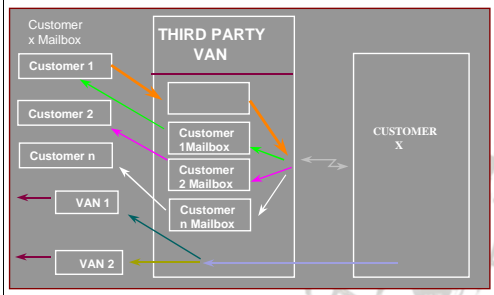 Customer
x Mailbox
Customer 1
Customer 2
Customer n
VAN 1
VAN 2
THIRD PARTY
VAN
Customer
1Mailbox
Customer
2 Mailbox
Customer
n Mailbox
CUSTOMER
X